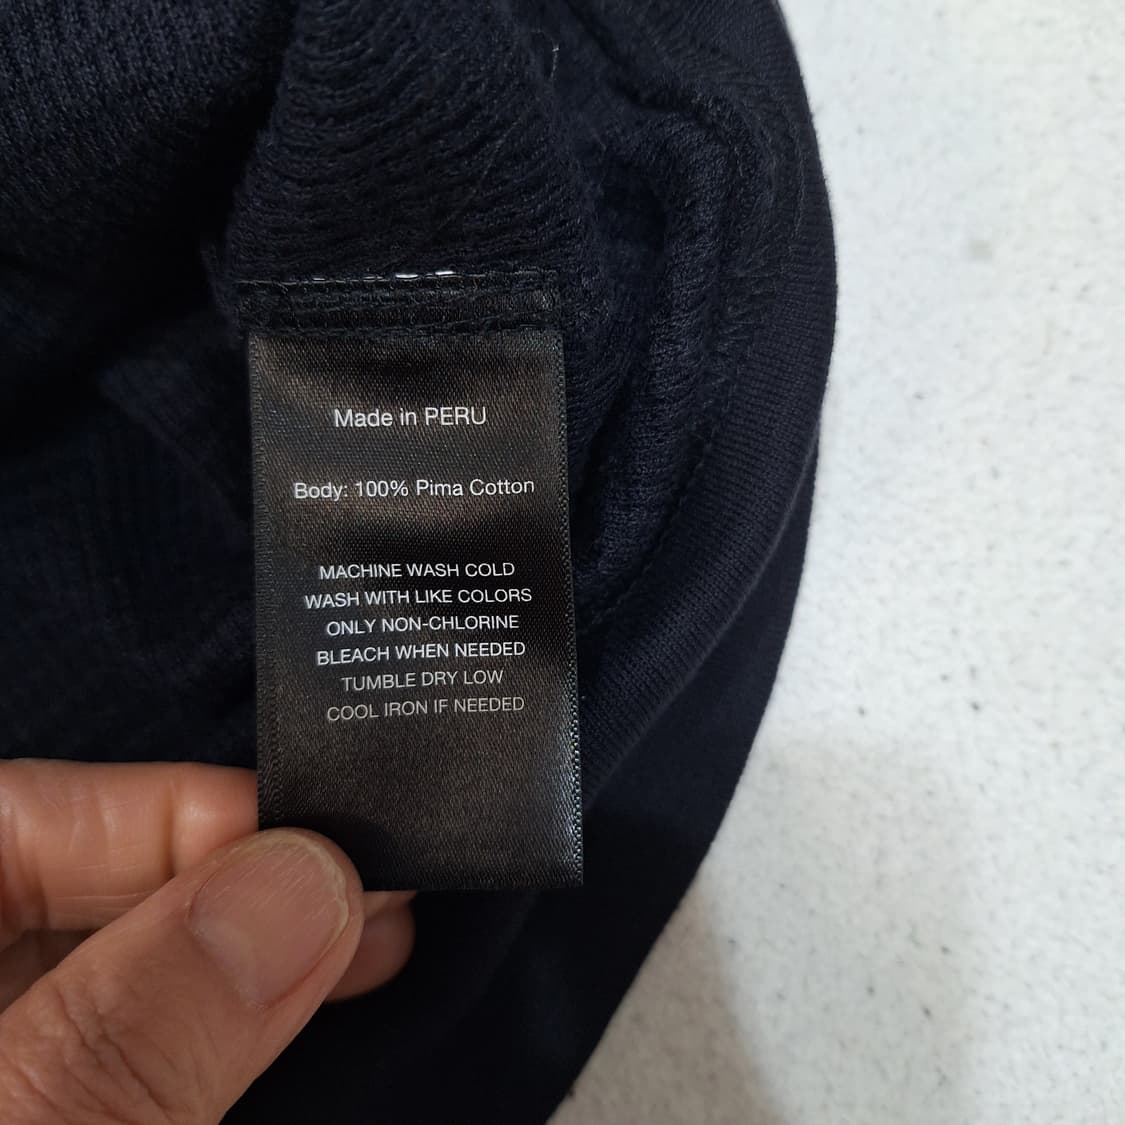 Made in PERU
Body: 100% Pima Cotton
MACHINE WASH COLD
WASH WITH LIKE COLORS
ONLY NON-CHLORINE
BLEACH WHEN NEEDED
TUMBLE DRY LOW
COOL IRON IF NEEDED